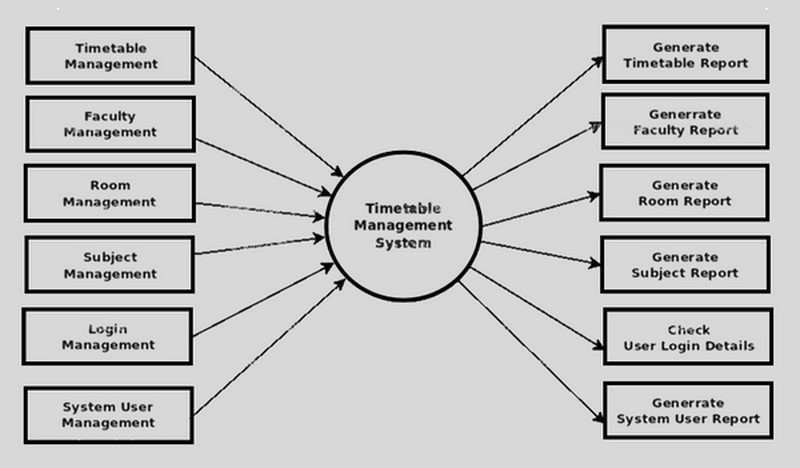 Timetable
Management
Faculty
Management
Room
Management
Subject
Management
Login
Management
System User
Management
Timetable
Management
System
Generate
Timetable Report
Generrate
Faculty Report
Generate
Room Report
Generate
Subject Report
Check
User Login Details
Generrate
System User Report